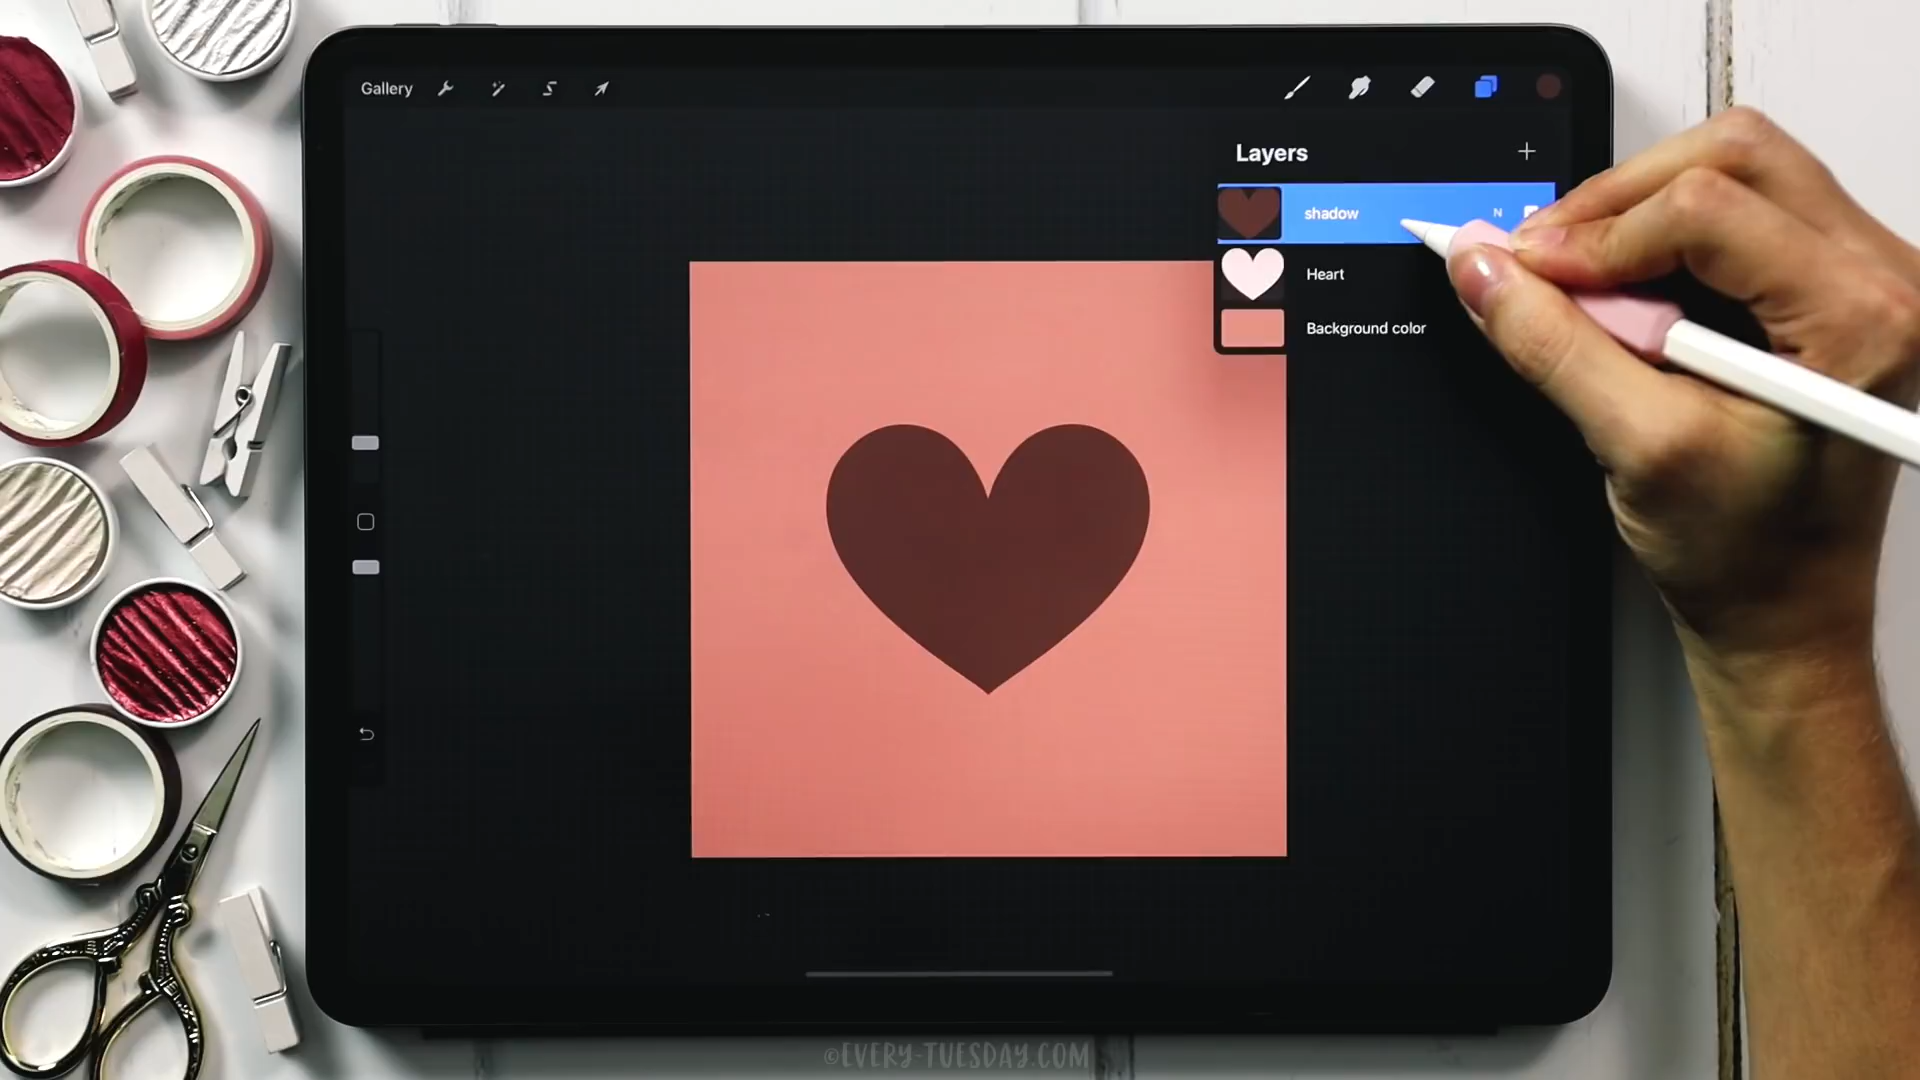 Gallery
Layers
shadow
N
Heart
Background color
©EVERY-TUESDAY.COM